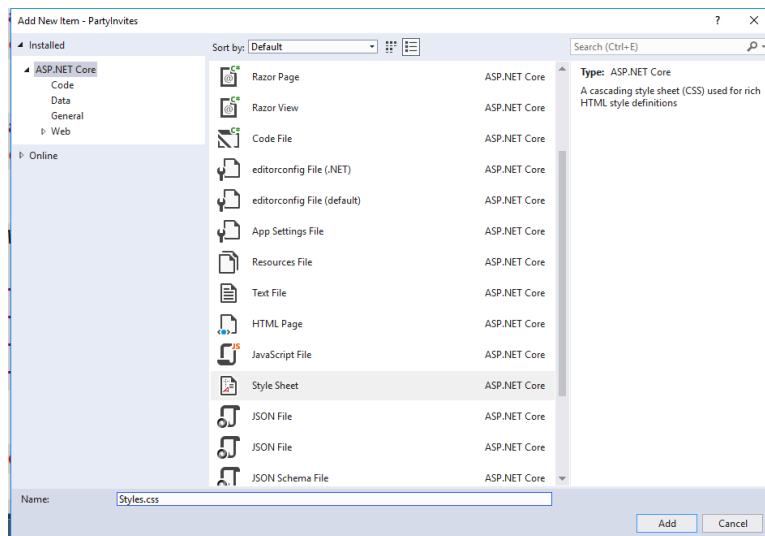 Add New Item - PartyInvites
Installed
ASP.NET Core
Code
Data
General
Web
Online
Sort by: Default
Search (Ctrl+E)
Razor Page ASP.NET Core
Razor View ASP.NET Core
Code File ASP.NET Core
editorconfig File (.NET) ASP.NET Core
editorconfig File (default) ASP.NET Core
App Settings File ASP.NET Core
Resources File ASP.NET Core
Text File ASP.NET Core
HTML Page ASP.NET Core
JavaScript File ASP.NET Core
Style Sheet ASP.NET Core
JSON File ASP.NET Core
JSON File ASP.NET Core
JSON Schema File ASP.NET Core
Type: ASP.NET Core
A cascading style sheet (CSS) used for rich
HTML style definitions
Name: Styles.css
Add Cancel